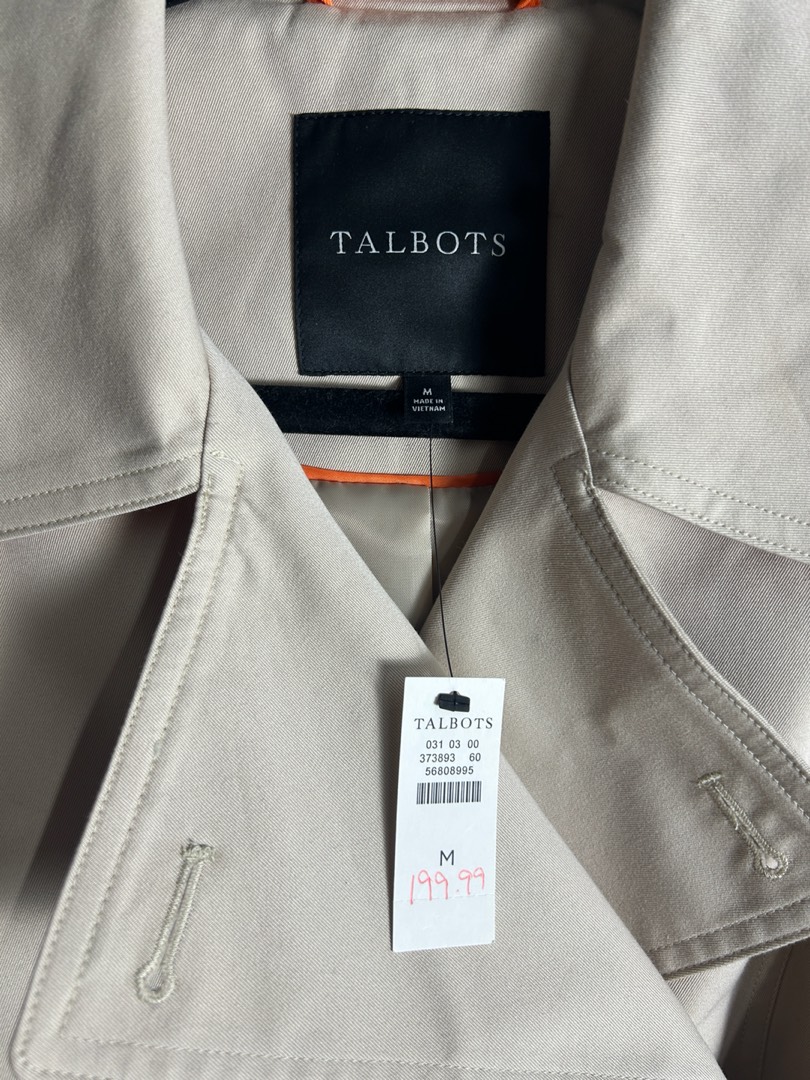 TALBOTS
M
MADE IN
VIETNAM
TALBOTS
031 03 00
373893 60
56808995
M
199.99